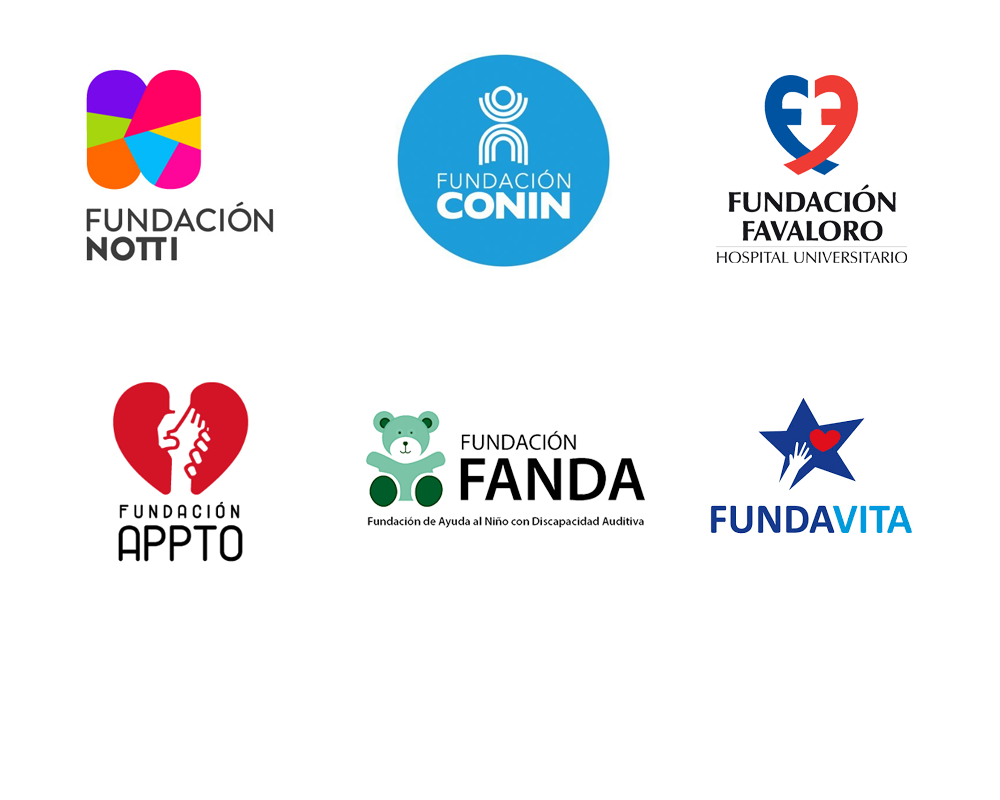 FUNDACIÓN
NOTTI
FUNDACIÓN
CONIN
FUNDACIÓN
FAVALORO
HOSPITAL UNIVERSITARIO
FUNDACIÓN
APPTO
FUNDACIÓN
FANDA
Fundación de Ayuda al Niño con Discapacidad Auditiva
FUNDAVITA